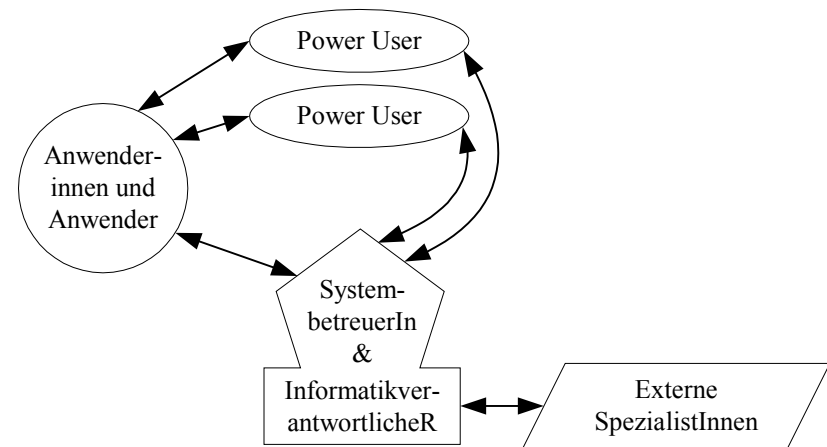 Power User
Power User
Anwender-
innen und
Anwender
System-
betreuerIn
&
Informatikver-
antwortlicheR
Externe
SpezialistInnen